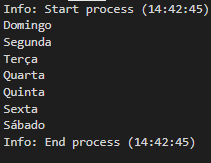 Info: Start process (14:42:45)
Domingo
Segunda
Terça
Quarta
Quinta
Sexta
Sábado
Info: End process (14:42:45)